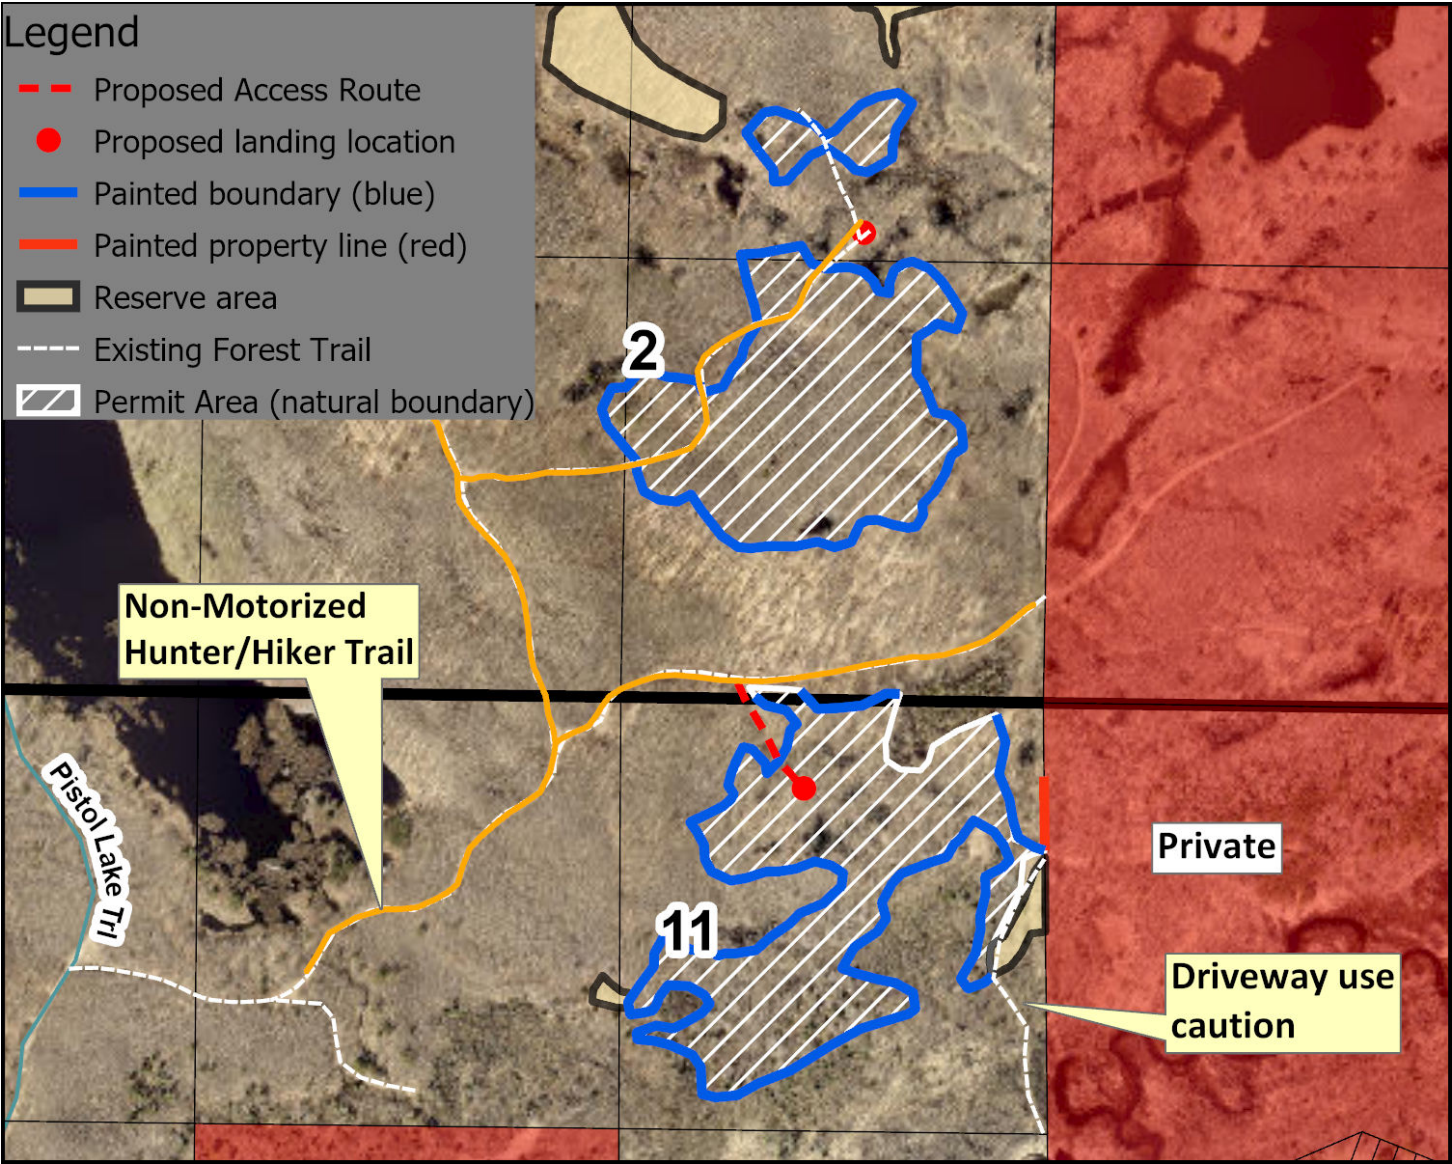 Legend
Proposed Access Route
Proposed landing location
Painted boundary (blue)
Painted property line (red)
Reserve area
Existing Forest Trail
Permit Area (natural boundary)
2
Non-Motorized
Hunter/Hiker Trail
Pistol Lake Trl
Private
11
Driveway use
caution